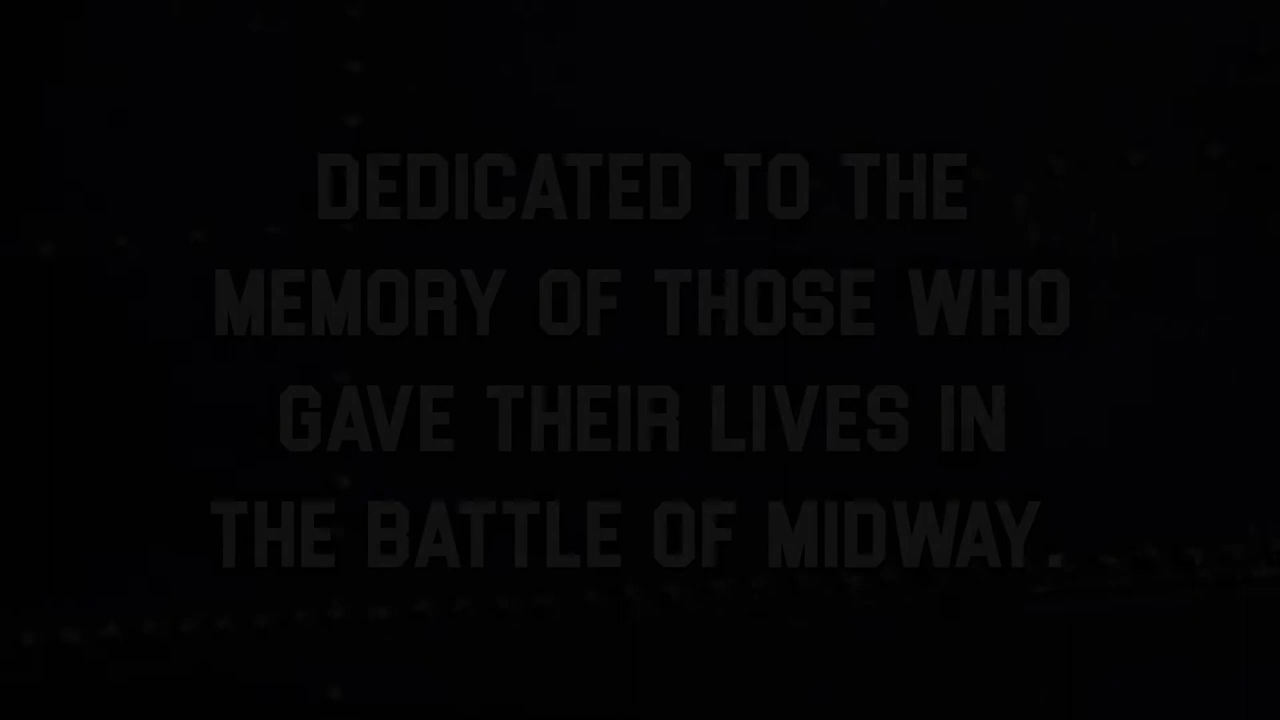 DEDICATED TO THE
MEMORY OF THOSE WHO
GAVE THEIR LIVES IN
THE BATTLE OF MIDWAY.